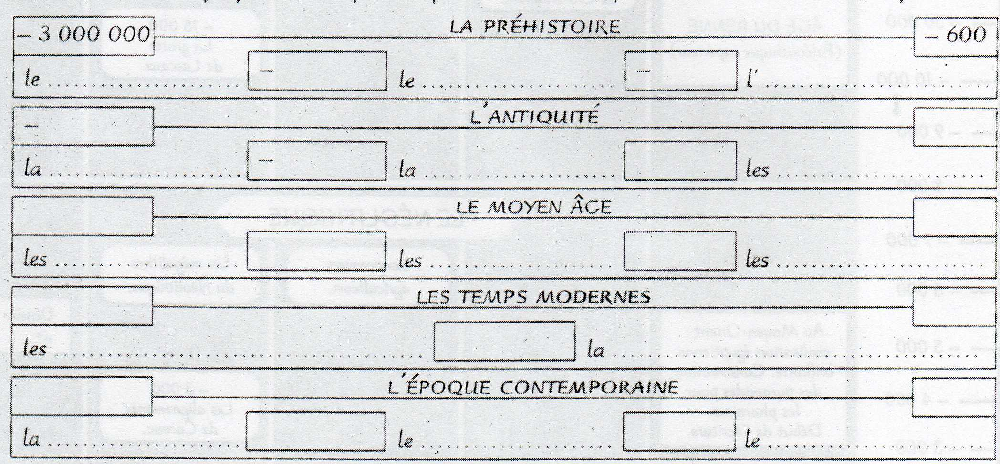 LA PRÉHISTOIRE
– 3 000 000 – 600
le .................... – le .................... – l' ....................
L'ANTIQUITÉ
–
la .................... – la .................... les ....................
LE MOYEN ÂGE
les .................... les .................... les ....................
LES TEMPS MODERNES
les .................... la ....................
L'ÉPOQUE CONTEMPORAINE
la .................... le .................... le ....................